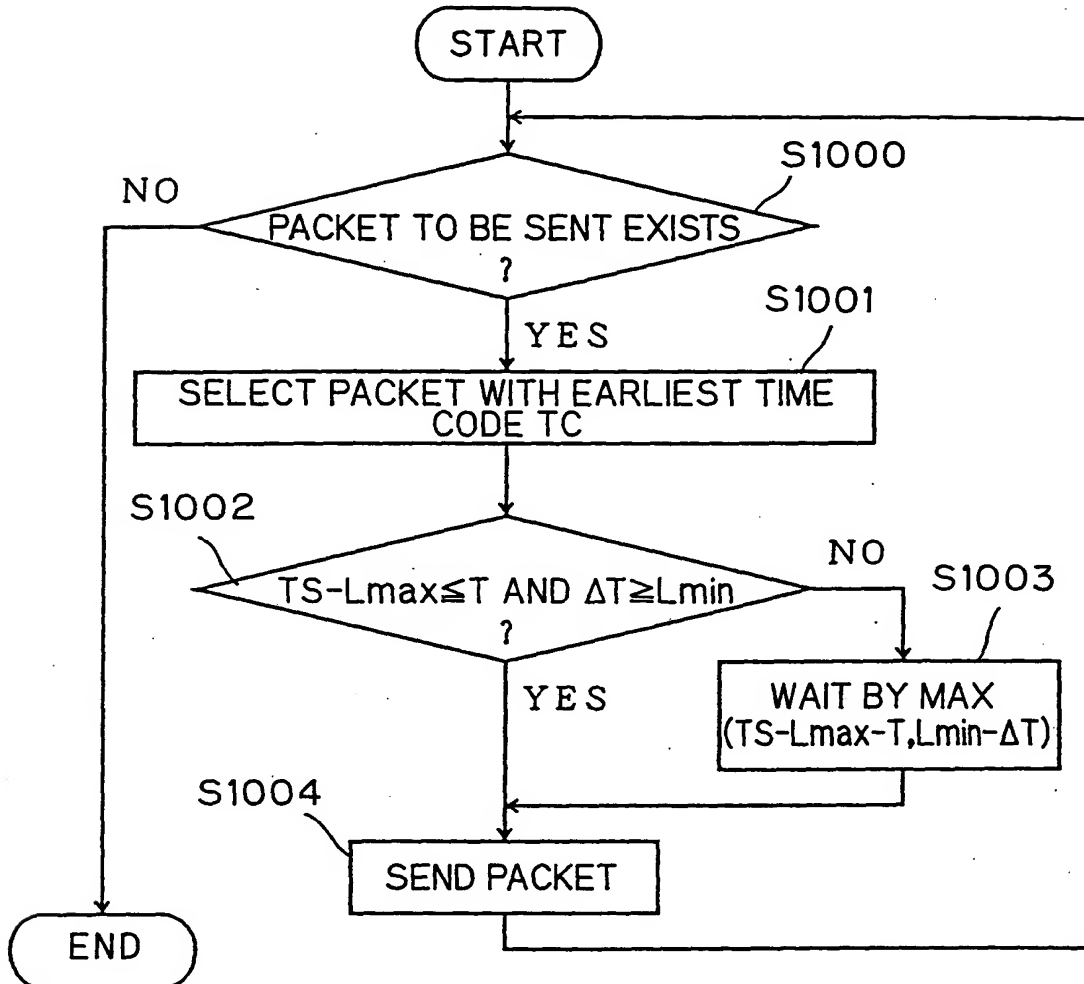 START
S1000
NO
PACKET TO BE SENT EXISTS
?
S1001
YES
SELECT PACKET WITH EARLIEST TIME
CODE TC
S1002
NO
TS-Lmax≦T AND ΔT≧Lmin
?
S1003
YES
WAIT BY MAX
(TS-Lmax-T,Lmin-ΔT)
S1004
SEND PACKET
END